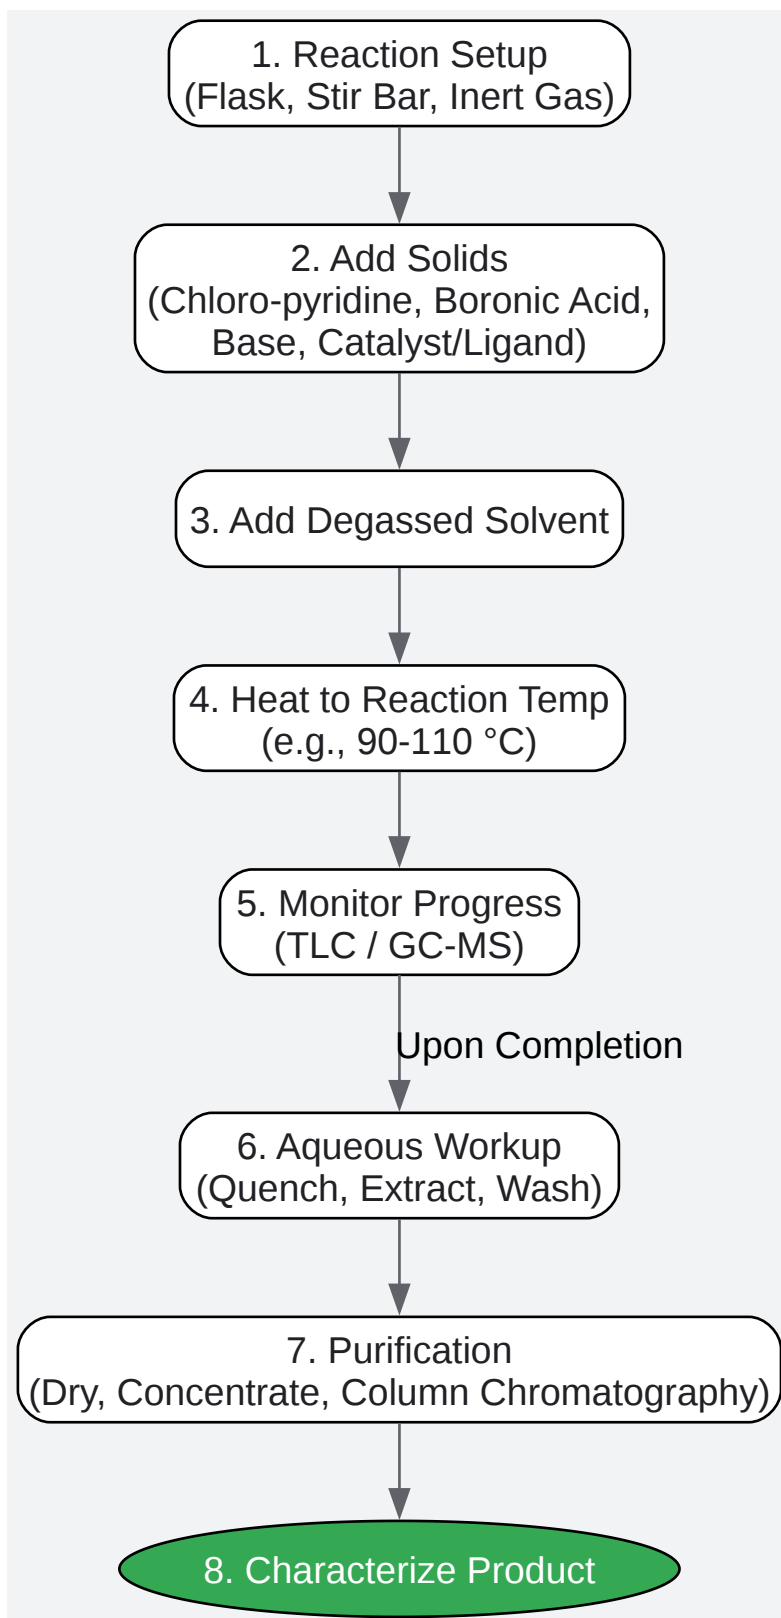 1. Reaction Setup
(Flask, Stir Bar, Inert Gas)
2. Add Solids
(Chloro-pyridine, Boronic Acid,
Base, Catalyst/Ligand)
3. Add Degassed Solvent
4. Heat to Reaction Temp
(e.g., 90-110 °C)
5. Monitor Progress
(TLC / GC-MS)
Upon Completion
6. Aqueous Workup
(Quench, Extract, Wash)
7. Purification
(Dry, Concentrate, Column Chromatography)
8. Characterize Product